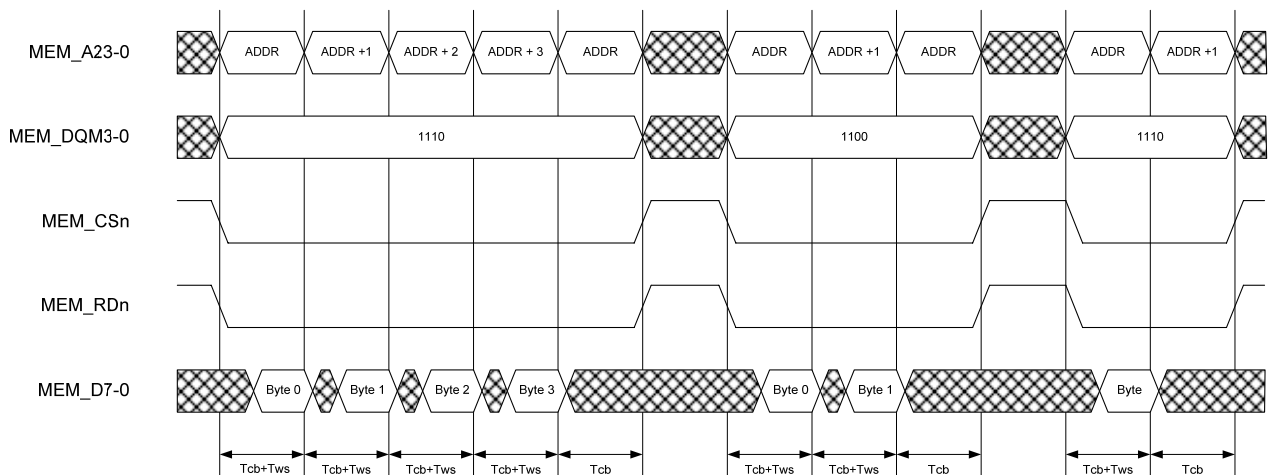 MEM_A23-0 ADDR ADDR +1 ADDR + 2 ADDR + 3 ADDR ADDR ADDR +1 ADDR ADDR ADDR +1
MEM_DQM3-0 1110 1100 1110
MEM_CSn
MEM_RDn
MEM_D7-0 Byte 0 Byte 1 Byte 2 Byte 3 Byte 0 Byte 1 Byte
Tcb+Tws Tcb+Tws Tcb+Tws Tcb+Tws Tcb Tcb+Tws Tcb+Tws Tcb Tcb+Tws Tcb